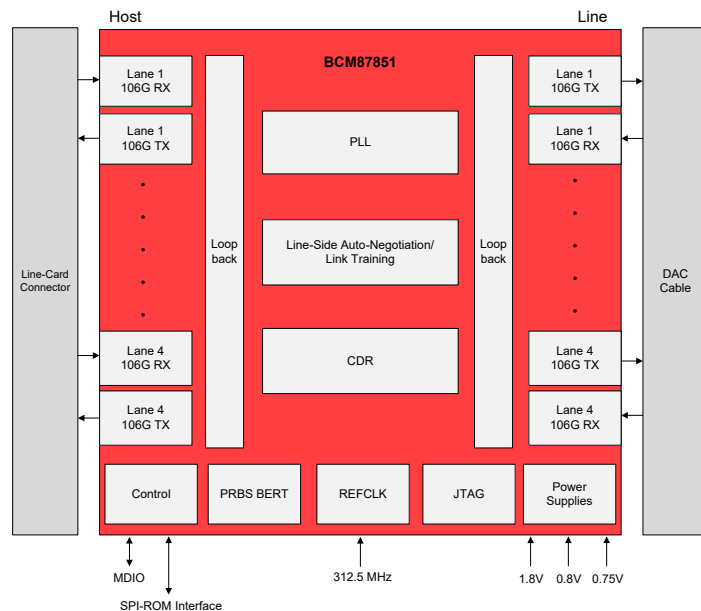 Host
Line
BCM87851
Lane 1
106G RX
Lane 1
106G TX
Lane 4
106G RX
Lane 4
106G TX
Line-Card
Connector
Loop
back
PLL
Line-Side Auto-Negotiation/
Link Training
CDR
Loop
back
Lane 1
106G TX
Lane 1
106G RX
Lane 4
106G TX
Lane 4
106G RX
DAC
Cable
Control
PRBS BERT
REFCLK
JTAG
Power
Supplies
MDIO
312.5 MHz
1.8V
0.8V
0.75V
SPI-ROM Interface